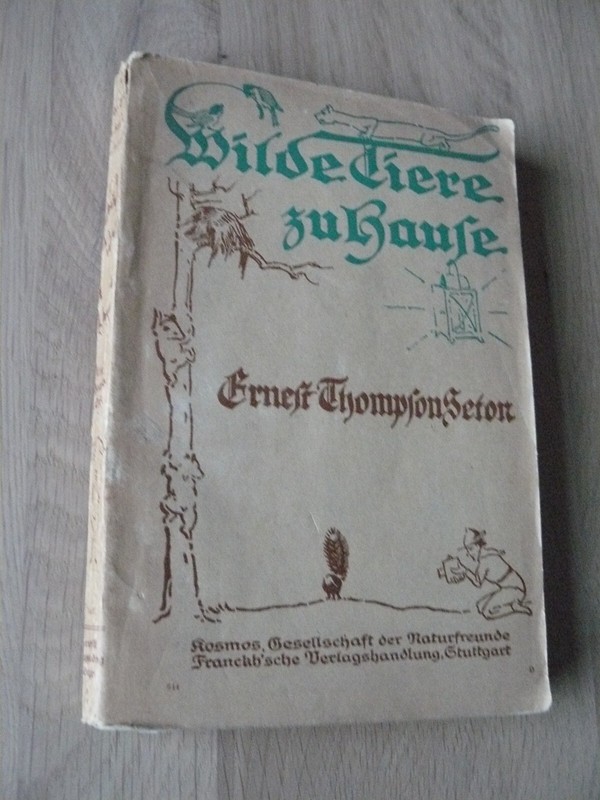 Wilde Tiere
zu Hause
Ernest Thompson Seton
Kosmos, Gesellschaft der Naturfreunde
Franckh'sche Verlagshandlung, Stuttgart